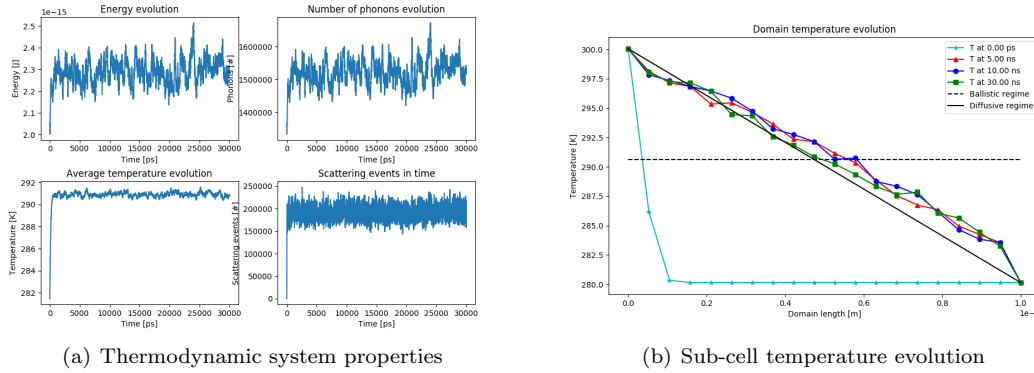 Energy evolution
1e−15
Energy [J]
2.5
2.4
2.3
2.2
2.1
2.0
0 5000 10000 15000 20000 25000 30000
Time [ps]
Number of phonons evolution
Phonons [#]
1600000
1500000
1400000
0 5000 10000 15000 20000 25000 30000
Time [ps]
Average temperature evolution
Temperature [K]
292
290
288
286
284
282
0 5000 10000 15000 20000 25000 30000
Time [ps]
Scattering events in time
Scattering events [#]
250000
200000
150000
100000
50000
0
0 5000 10000 15000 20000 25000 30000
Time [ps]
(a) Thermodynamic system properties
Domain temperature evolution
Temperature [K]
300.0
297.5
295.0
292.5
290.0
287.5
285.0
282.5
280.0
T at 0.00 ps
T at 5.00 ns
T at 10.00 ns
T at 30.00 ns
Ballistic regime
Diffusive regime
0.0 0.2 0.4 0.6 0.8 1.0
Domain length [m]
(b) Sub-cell temperature evolution